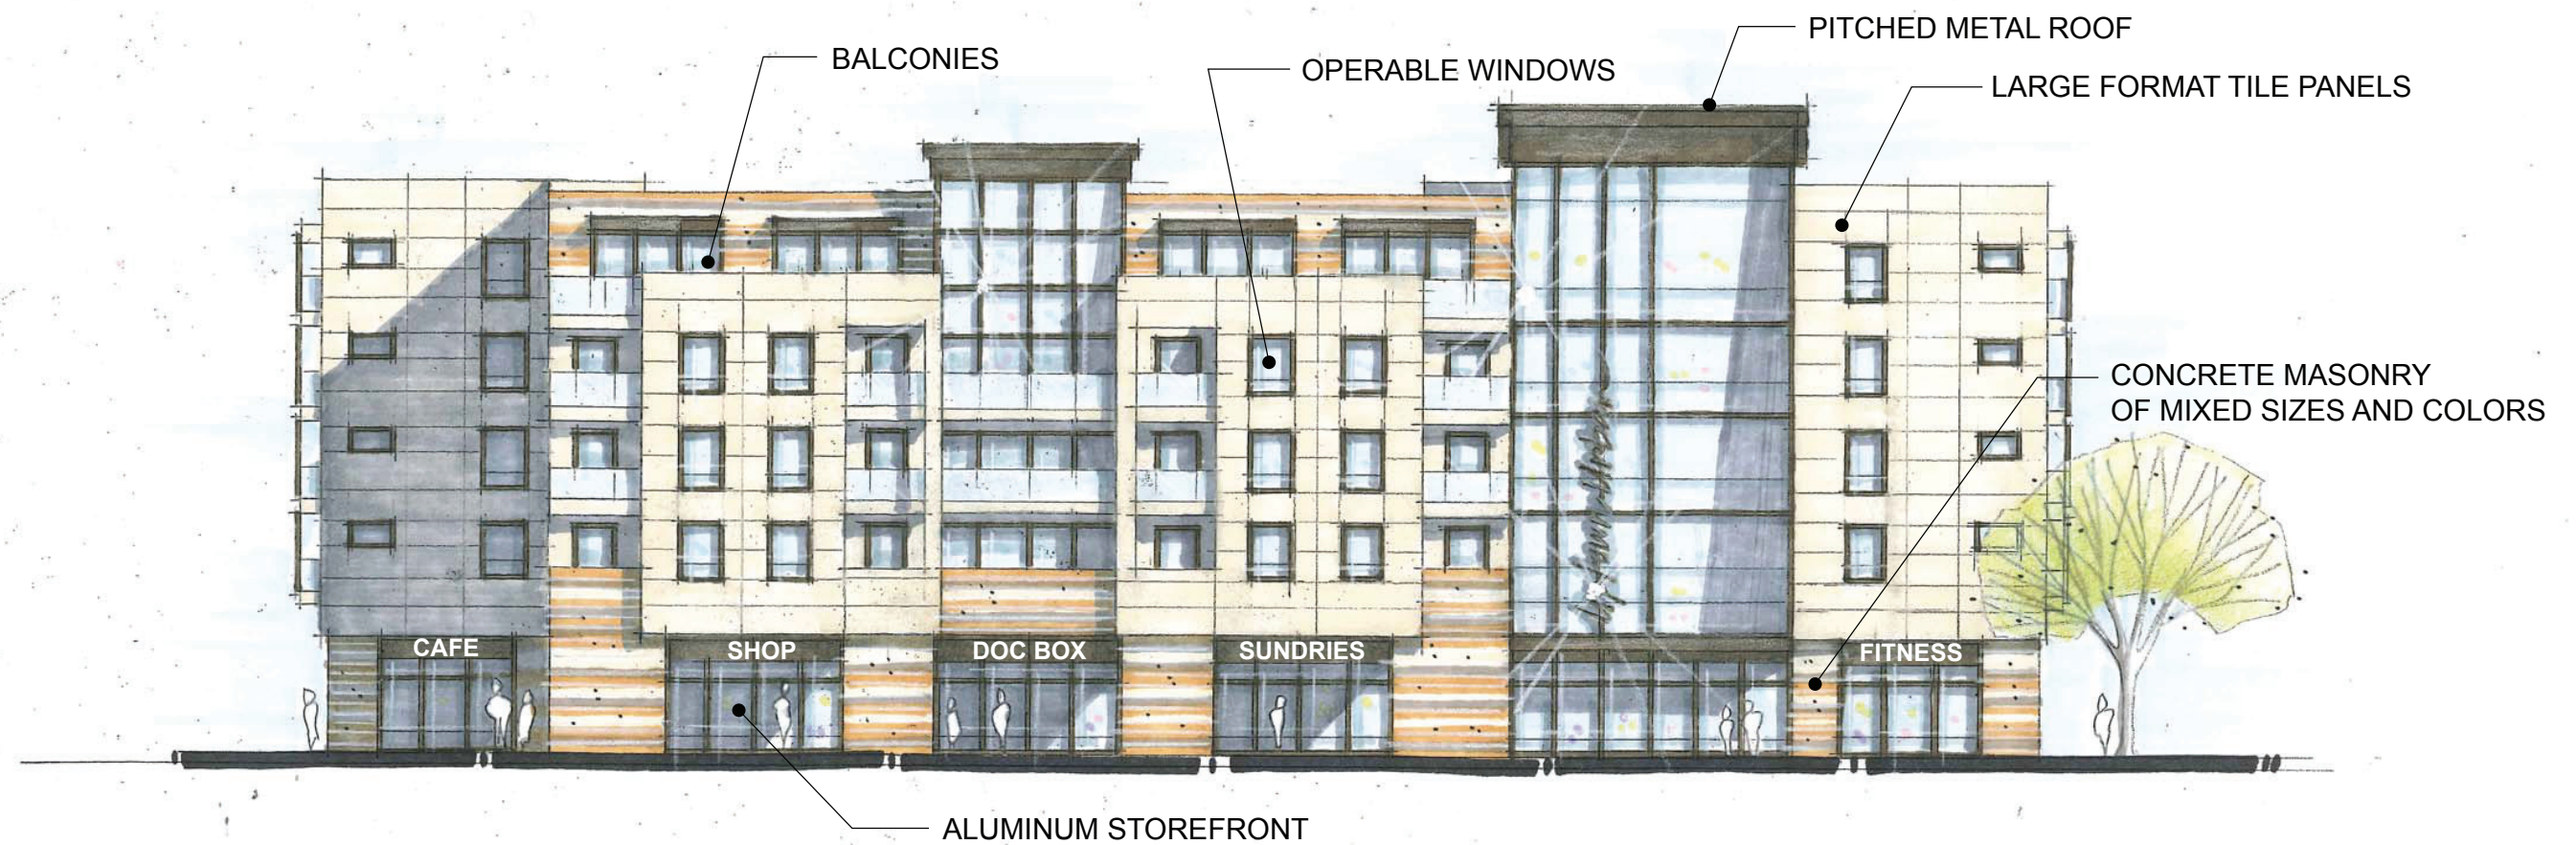 PITCHED METAL ROOF
BALCONIES
OPERABLE WINDOWS
LARGE FORMAT TILE PANELS
CONCRETE MASONRY
OF MIXED SIZES AND COLORS
CAFE
SHOP
DOC BOX
SUNDRIES
FITNESS
ALUMINUM STOREFRONT